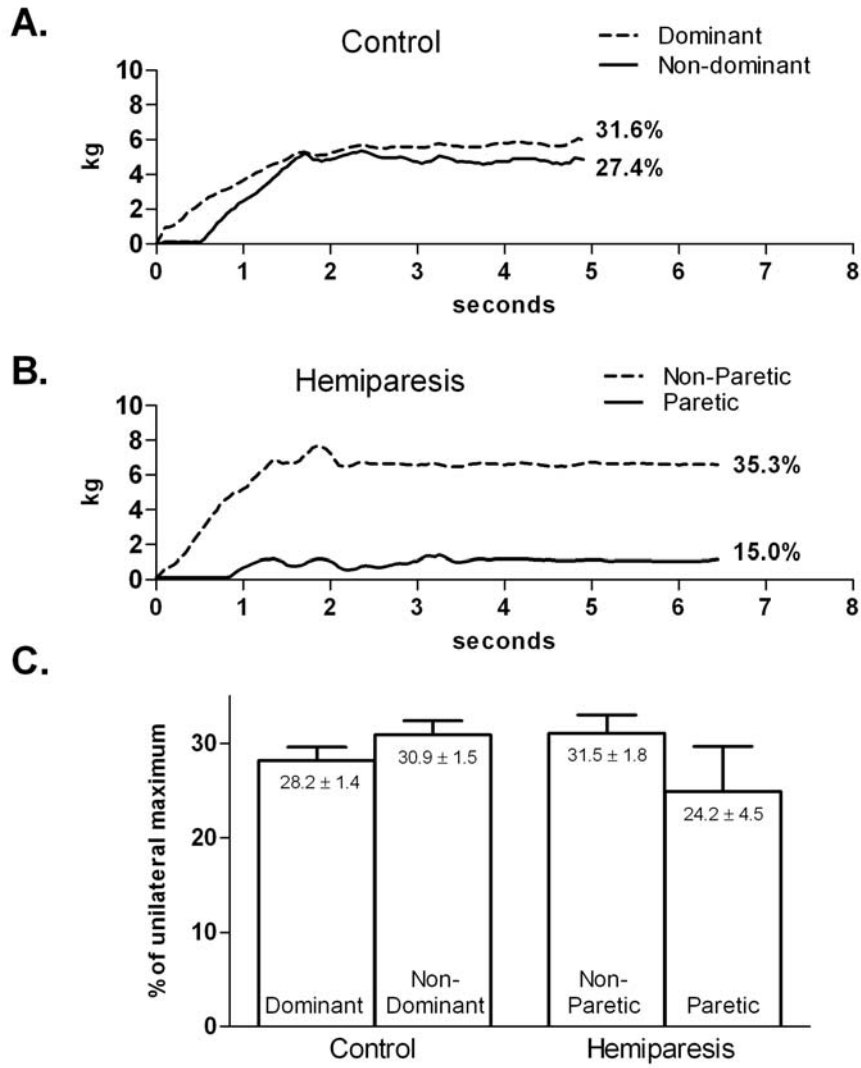 A.
Control
Dominant
Non-dominant
10
8
6
4
2
0
kg
31.6%
27.4%
0 1 2 3 4 5 6 7 8
seconds
B.
Hemiparesis
Non-Paretic
Paretic
10
8
6
4
2
0
kg
35.3%
15.0%
0 1 2 3 4 5 6 7 8
seconds
C.
% of unilateral maximum
30
20
10
0
28.2 ± 1.4
30.9 ± 1.5
31.5 ± 1.8
24.2 ± 4.5
Dominant
Non-
Dominant
Non-
Paretic
Paretic
Control
Hemiparesis